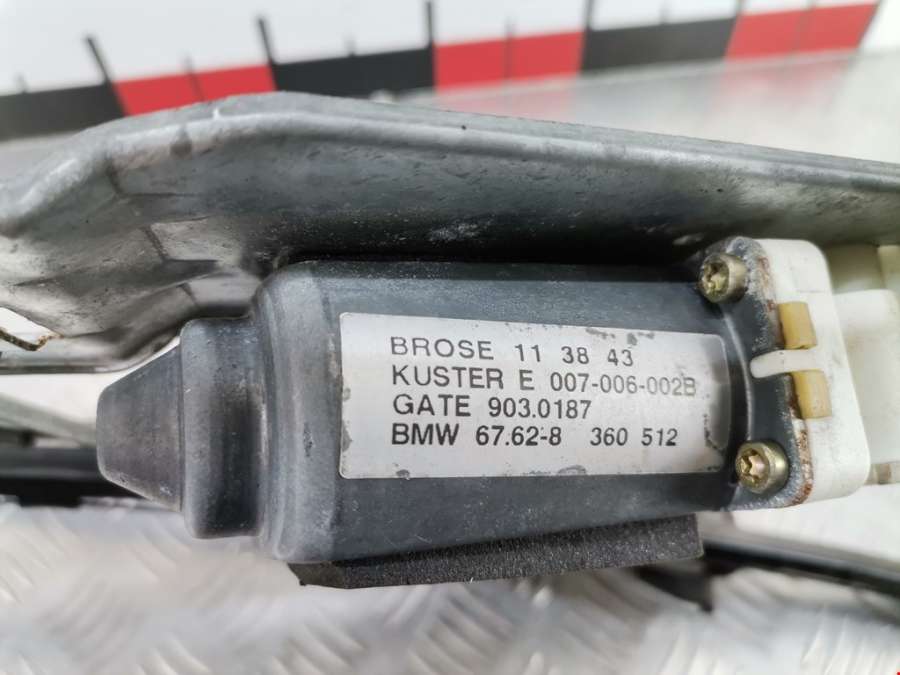 BROSE 11 38 43
KUSTER E 007-006-002B
GATE 903.0187
BMW 67.62-8 360 512